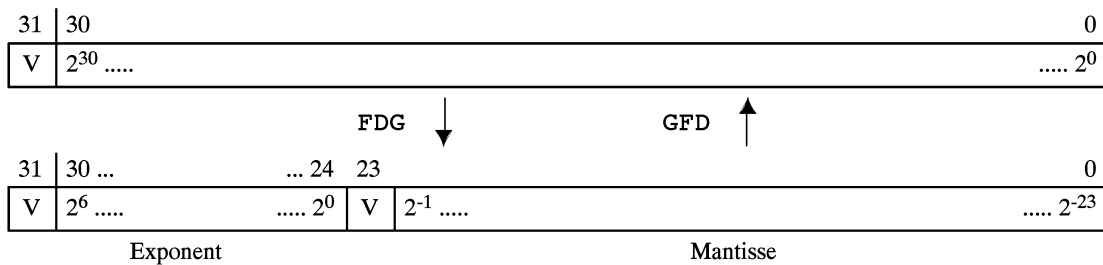 31 30 0
V 2^30 ..... ..... 2^0
FDG GFD
31 30 ... ... 24 23 0
V 2^6 ..... ..... 2^0 V 2^-1 ..... ..... 2^-23
Exponent Mantisse